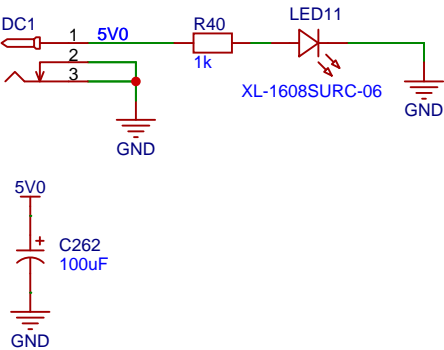 DC1
R40
LED11
1
5V0
2
1k
3
XL-1608SURC-06
GND
GND
5V0
+
C262
100uF
GND